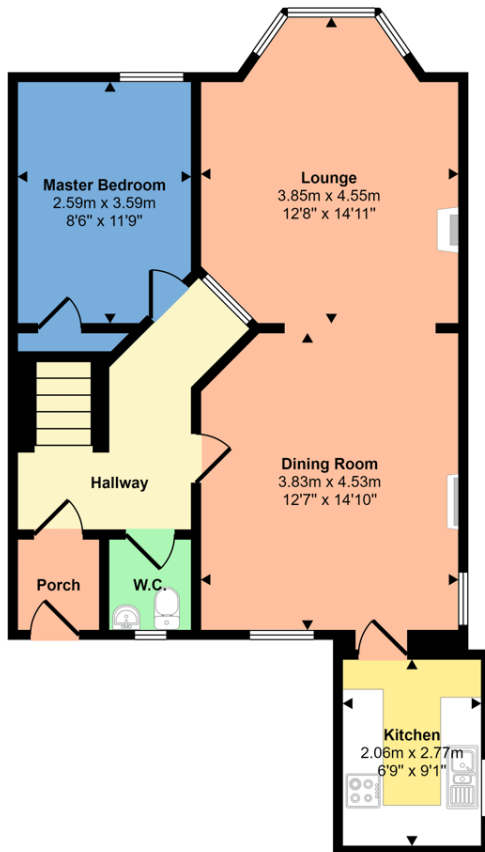 Master Bedroom
2.59m x 3.59m
8'6" x 11'9"
Lounge
3.85m x 4.55m
12'8" x 14'11"
Hallway
Dining Room
3.83m x 4.53m
12'7" x 14'10"
Porch
W.C.
Kitchen
2.06m x 2.77m
6'9" x 9'1"